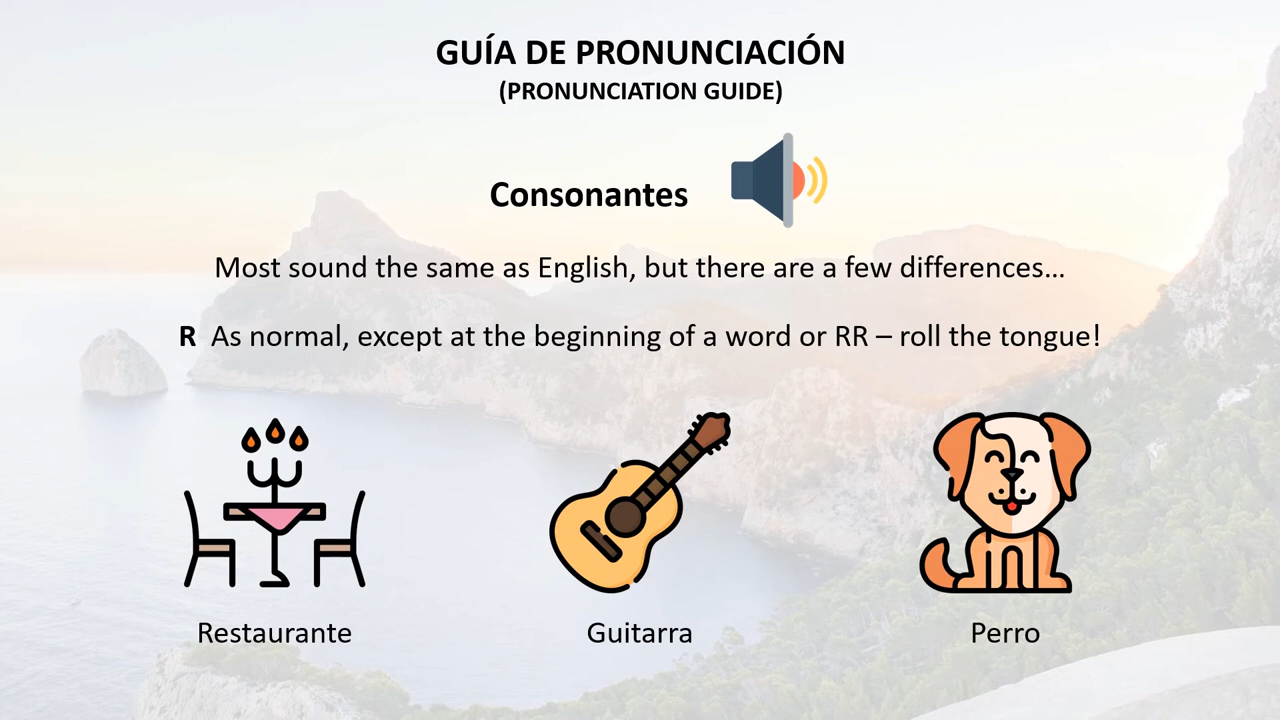 GUÍA DE PRONUNCIACIÓN
(PRONUNCIATION GUIDE)
Consonantes
Most sound the same as English, but there are a few differences…
R As normal, except at the beginning of a word or RR – roll the tongue!
Restaurante
Guitarra
Perro